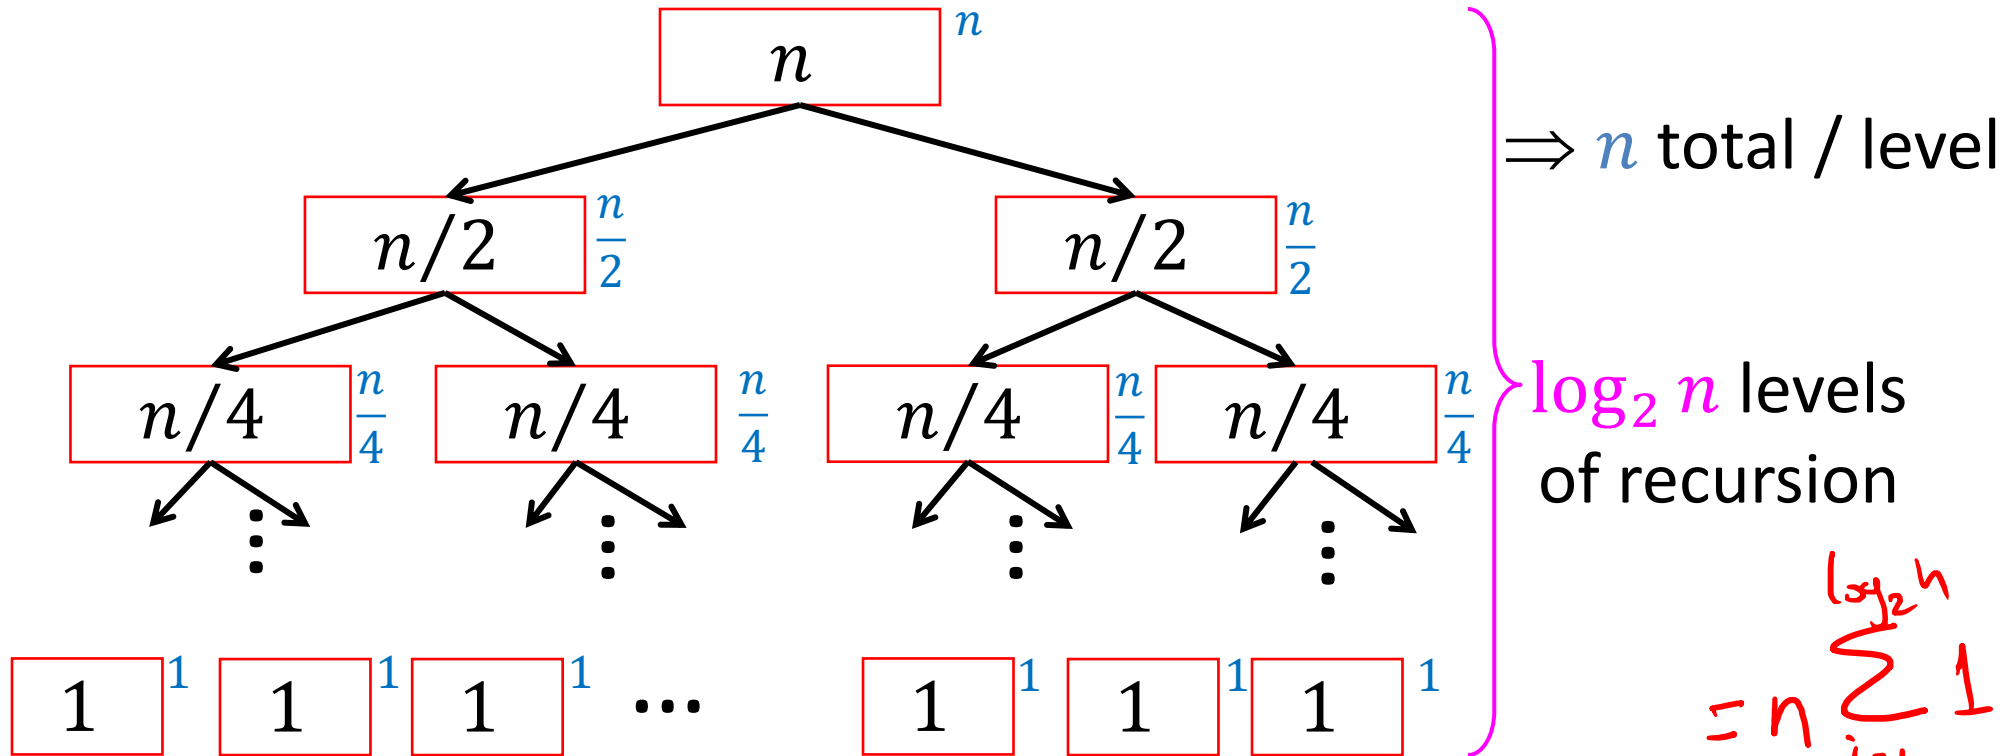 n n
⇒ n total / level
n/2 n/2 n/2 n/2
n/4 n/4 n/4 n/4 n/4 n/4 n/4 n/4
log₂ n levels
of recursion
1 1 1 1 1 1 ... 1 1 1 1 1 1
log₂ n
= n ∑ 1